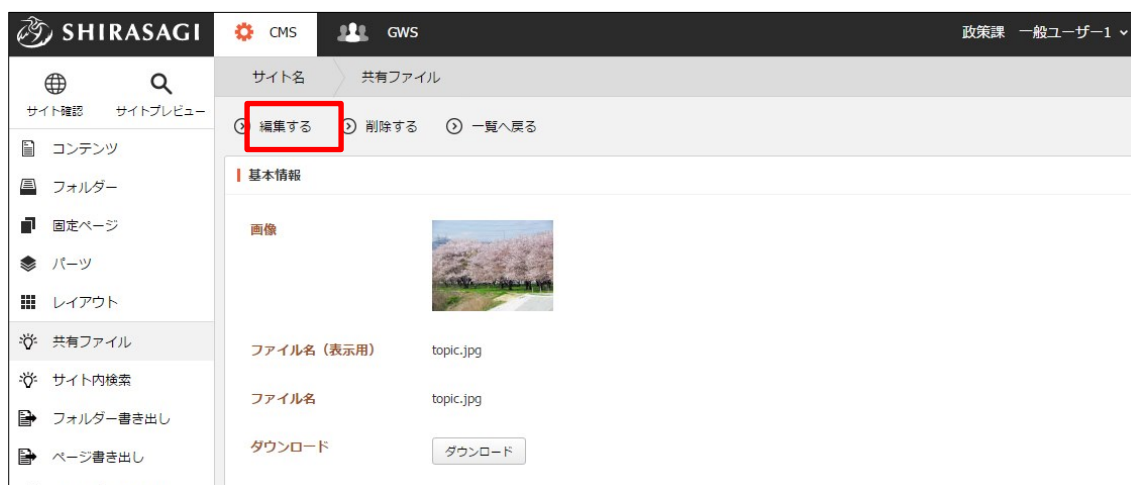 SHIRASAGI CMS GWS 政策課 一般ユーザー1
サイト確認 サイトプレビュー
サイト名 共有ファイル
編集する 削除する 一覧へ戻る
コンテンツ
フォルダー
固定ページ
パーツ
レイアウト
共有ファイル
サイト内検索
フォルダー書き出し
ページ書き出し
基本情報
画像
ファイル名（表示用） topic.jpg
ファイル名 topic.jpg
ダウンロード ダウンロード